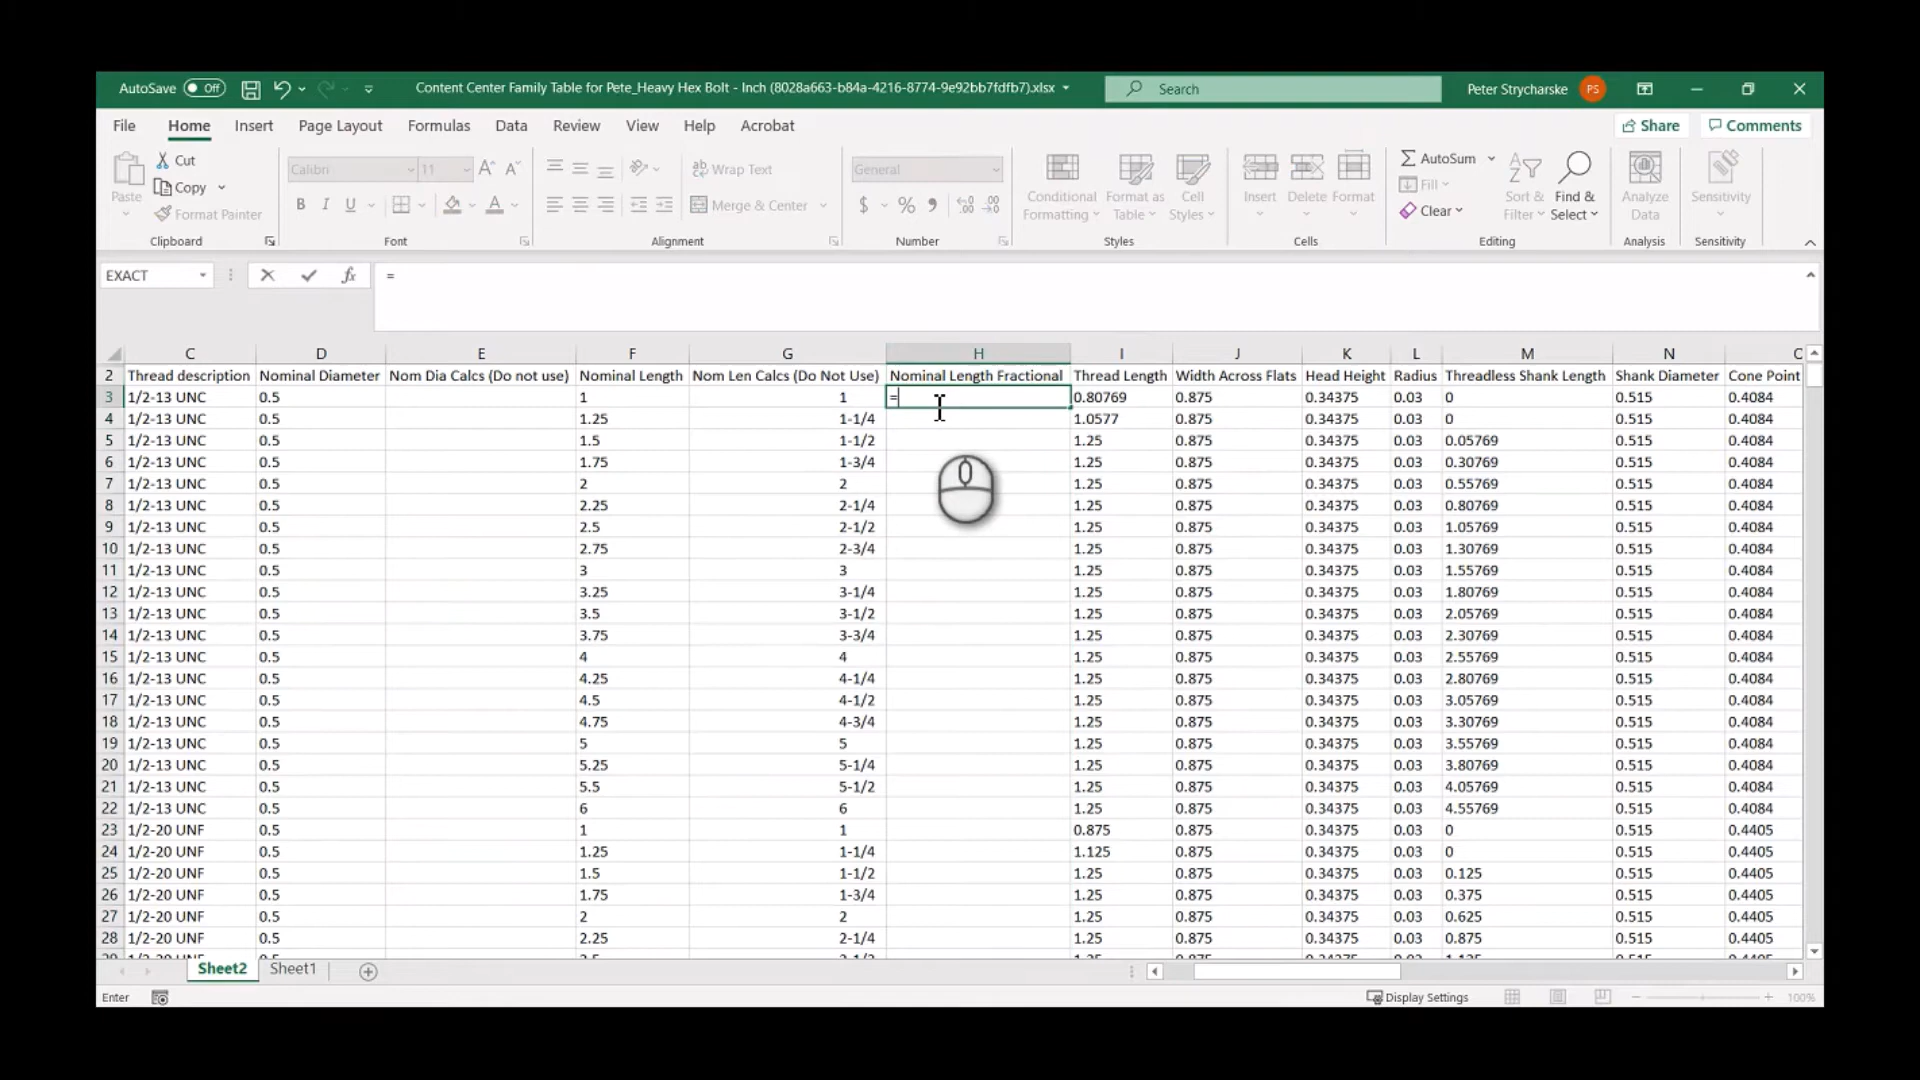 AutoSave Off Content Center Family Table for Pete_Heavy Hex Bolt - Inch (8028a663-b84a-4216-8774-9e92bb7fdfb7).xlsx Search Peter Strycharske PS
File Home Insert Page Layout Formulas Data Review View Help Acrobat Share Comments
Paste Cut Copy Format Painter Clipboard
Calibri 11 B I U Font
Wrap Text Merge & Center Alignment
General $ % Number
Conditional Formatting Format as Table Cell Styles Styles
Insert Delete Format Cells
AutoSum Fill Clear Sort & Filter Find & Select Editing
Analyze Data Analysis
Sensitivity Sensitivity
EXACT fx =
C D E F G H I J K L M N
2 Thread description Nominal Diameter Nom Dia Calcs (Do not use) Nominal Length Nom Len Calcs (Do Not Use) Nominal Length Fractional Thread Length Width Across Flats Head Height Radius Threadless Shank Length Shank Diameter Cone Point
3 1/2-13 UNC 0.5 1 1 = 0.80769 0.875 0.34375 0.03 0 0.515 0.4084
4 1/2-13 UNC 0.5 1.25 1-1/4 1.0577 0.875 0.34375 0.03 0 0.515 0.4084
5 1/2-13 UNC 0.5 1.5 1-1/2 1.25 0.875 0.34375 0.03 0.05769 0.515 0.4084
6 1/2-13 UNC 0.5 1.75 1-3/4 1.25 0.875 0.34375 0.03 0.30769 0.515 0.4084
7 1/2-13 UNC 0.5 2 2 1.25 0.875 0.34375 0.03 0.55769 0.515 0.4084
8 1/2-13 UNC 0.5 2.25 2-1/4 1.25 0.875 0.34375 0.03 0.80769 0.515 0.4084
9 1/2-13 UNC 0.5 2.5 2-1/2 1.25 0.875 0.34375 0.03 1.05769 0.515 0.4084
10 1/2-13 UNC 0.5 2.75 2-3/4 1.25 0.875 0.34375 0.03 1.30769 0.515 0.4084
11 1/2-13 UNC 0.5 3 3 1.25 0.875 0.34375 0.03 1.55769 0.515 0.4084
12 1/2-13 UNC 0.5 3.25 3-1/4 1.25 0.875 0.34375 0.03 1.80769 0.515 0.4084
13 1/2-13 UNC 0.5 3.5 3-1/2 1.25 0.875 0.34375 0.03 2.05769 0.515 0.4084
14 1/2-13 UNC 0.5 3.75 3-3/4 1.25 0.875 0.34375 0.03 2.30769 0.515 0.4084
15 1/2-13 UNC 0.5 4 4 1.25 0.875 0.34375 0.03 2.55769 0.515 0.4084
16 1/2-13 UNC 0.5 4.25 4-1/4 1.25 0.875 0.34375 0.03 2.80769 0.515 0.4084
17 1/2-13 UNC 0.5 4.5 4-1/2 1.25 0.875 0.34375 0.03 3.05769 0.515 0.4084
18 1/2-13 UNC 0.5 4.75 4-3/4 1.25 0.875 0.34375 0.03 3.30769 0.515 0.4084
19 1/2-13 UNC 0.5 5 5 1.25 0.875 0.34375 0.03 3.55769 0.515 0.4084
20 1/2-13 UNC 0.5 5.25 5-1/4 1.25 0.875 0.34375 0.03 3.80769 0.515 0.4084
21 1/2-13 UNC 0.5 5.5 5-1/2 1.25 0.875 0.34375 0.03 4.05769 0.515 0.4084
22 1/2-13 UNC 0.5 6 6 1.25 0.875 0.34375 0.03 4.55769 0.515 0.4084
23 1/2-20 UNF 0.5 1 1 0.875 0.875 0.34375 0.03 0 0.515 0.4405
24 1/2-20 UNF 0.5 1.25 1-1/4 1.125 0.875 0.34375 0.03 0 0.515 0.4405
25 1/2-20 UNF 0.5 1.5 1-1/2 1.25 0.875 0.34375 0.03 0.125 0.515 0.4405
26 1/2-20 UNF 0.5 1.75 1-3/4 1.25 0.875 0.34375 0.03 0.375 0.515 0.4405
27 1/2-20 UNF 0.5 2 2 1.25 0.875 0.34375 0.03 0.625 0.515 0.4405
28 1/2-20 UNF 0.5 2.25 2-1/4 1.25 0.875 0.34375 0.03 0.875 0.515 0.4405
Sheet2 Sheet1
Enter Display Settings 100%